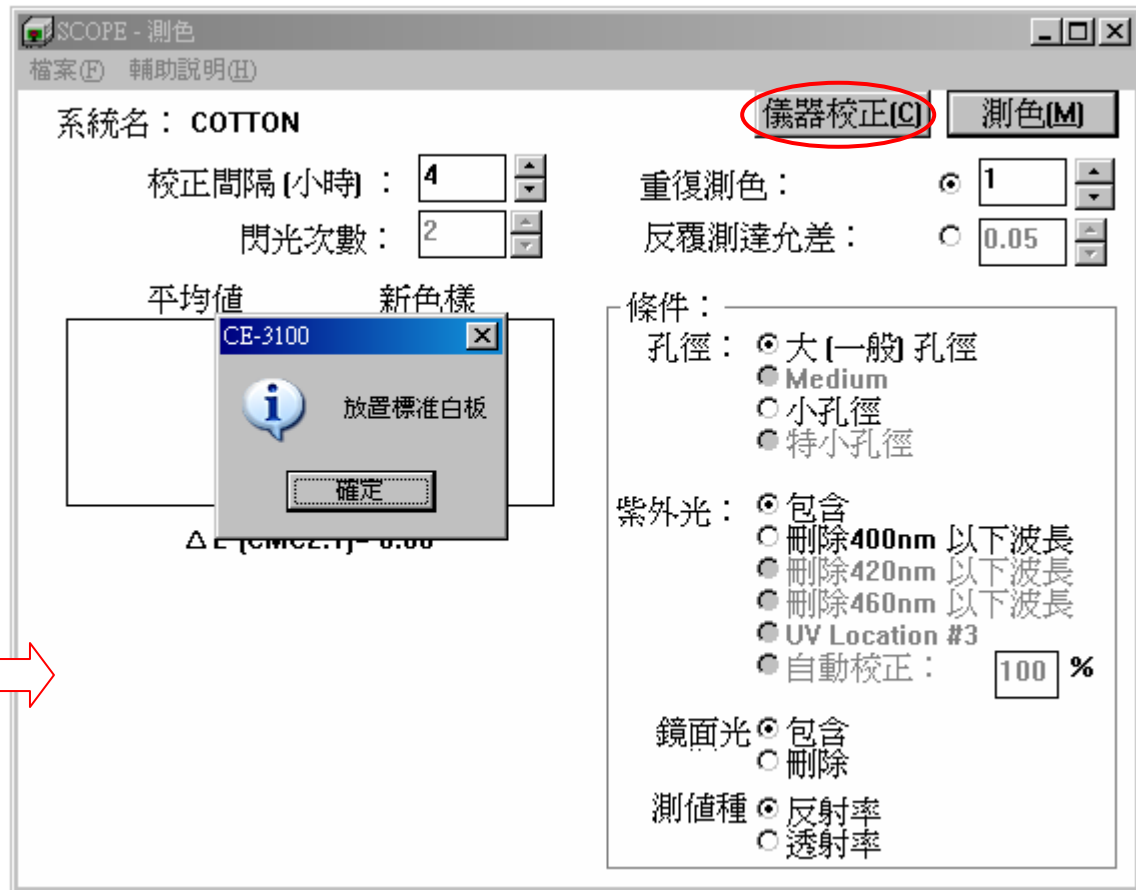 SCOPE - 測色
檔案(F) 輔助說明(H)
儀器校正(C) 測色(M)
系統名： COTTON
校正間隔 (小時) ： 4
閃光次數： 2
重復測色： 1
反覆測達允差： 0.05
平均值 新色樣
CE-3100
放置標准白板
確定
條件：
孔徑： 大 (一般) 孔徑
Medium
小孔徑
特小孔徑
紫外光： 包含
刪除400nm 以下波長
刪除420nm 以下波長
刪除460nm 以下波長
UV Location #3
自動校正： 100 %
鏡面光 包含
刪除
測值種 反射率
透射率